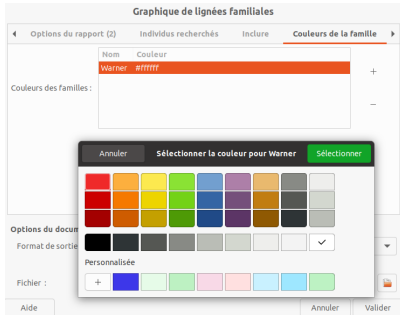 Graphique de lignées familiales
Options du rapport (2) Individus recherchés Inclure Couleurs de la famille
Nom Couleur
Warner #ffffff
Couleurs des familles :
Annuler Sélectionner la couleur pour Warner Sélectionner
Options du docum
Format de sortie
Personnalisée
Fichier :
Aide Annuler Valider